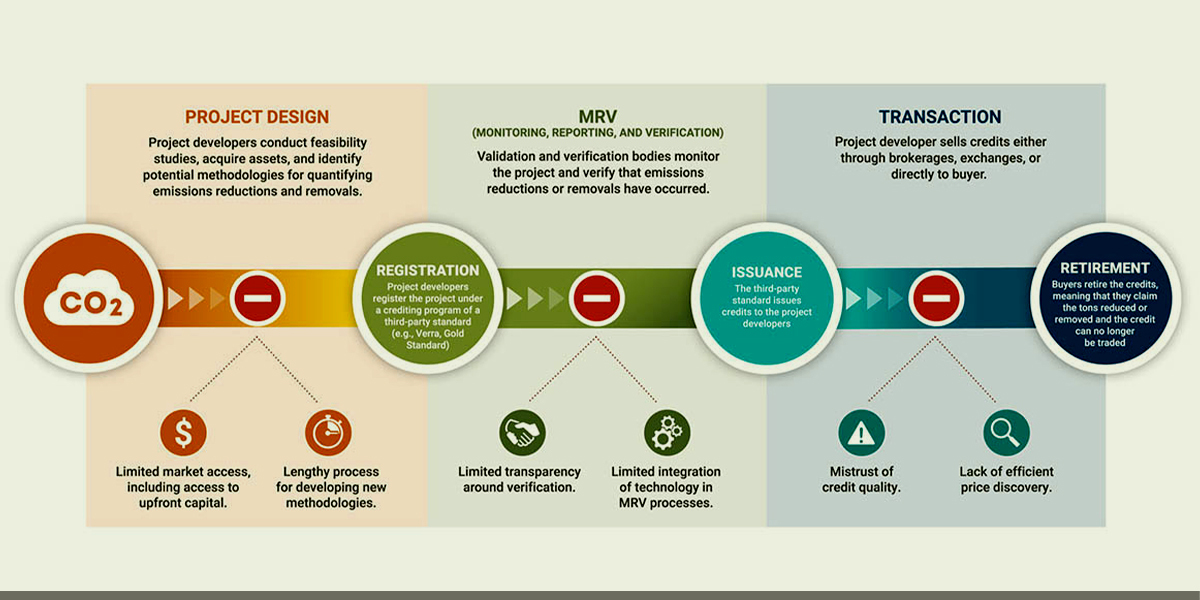 PROJECT DESIGN
Project developers conduct feasibility
studies, acquire assets, and identify
potential methodologies for quantifying
emissions reductions and removals.
MRV
(MONITORING, REPORTING, AND VERIFICATION)
Validation and verification bodies monitor
the project and verify that emissions
reductions or removals have occurred.
TRANSACTION
Project developer sells credits either
through brokerages, exchanges, or
directly to buyer.
CO2
REGISTRATION
Project developers
register the project under
a crediting program of a
third-party standard
(e.g., Verra, Gold
Standard)
ISSUANCE
The third-party
standard issues
credits to the project
developers
RETIREMENT
Buyers retire the credits,
meaning that they claim
the tons reduced or
removed and the credit
can no longer
be traded
$
Limited market access,
including access to
upfront capital.
Lengthy process
for developing new
methodologies.
Limited transparency
around verification.
Limited integration
of technology in
MRV processes.
Mistrust of
credit quality.
Lack of efficient
price discovery.